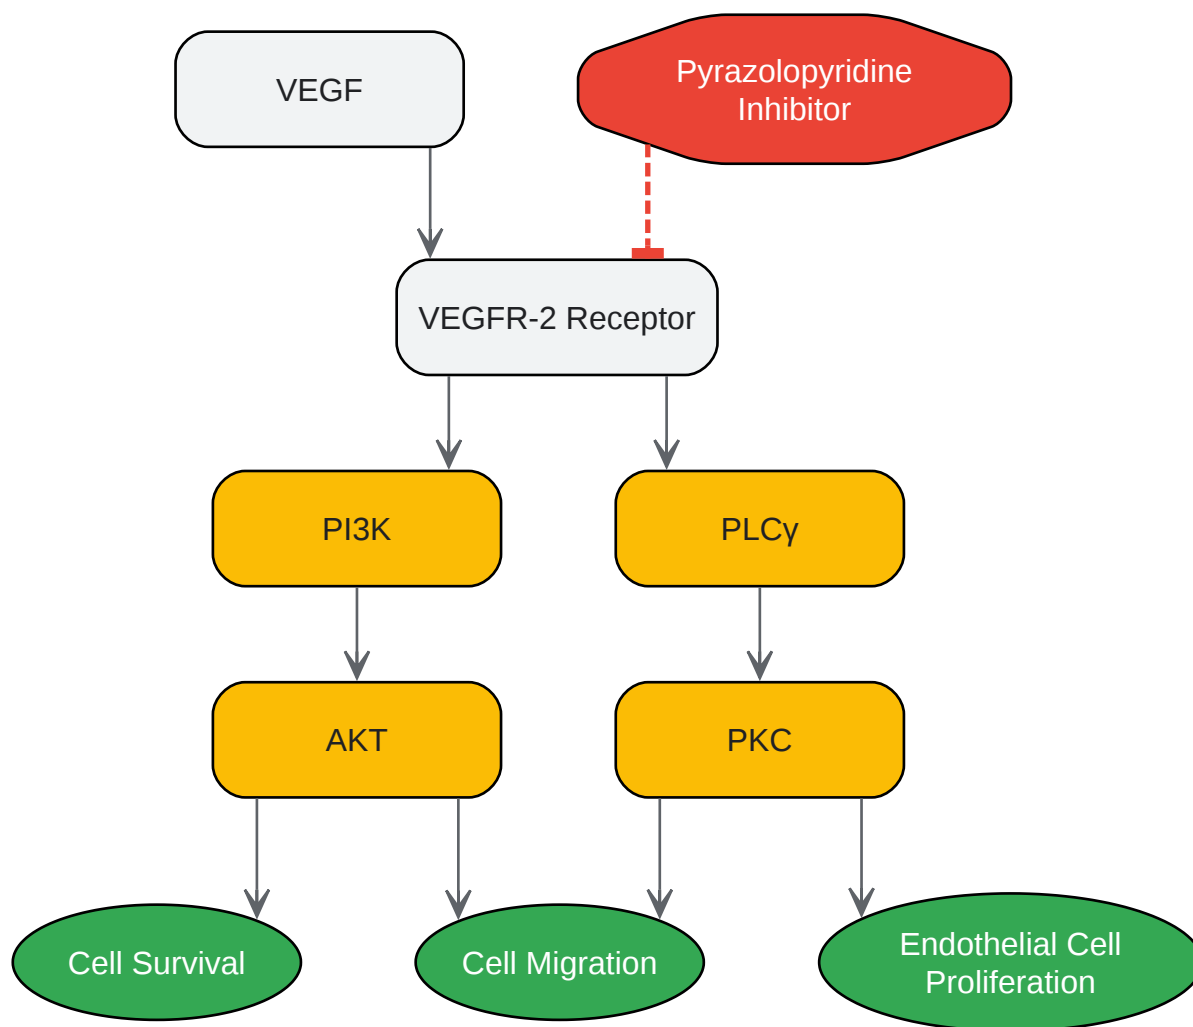 VEGF
Pyrazolopyridine
Inhibitor
VEGFR-2 Receptor
PI3K
PLCγ
AKT
PKC
Cell Survival
Cell Migration
Endothelial Cell
Proliferation